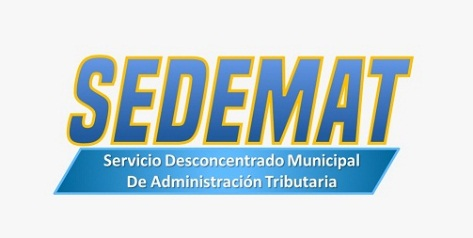 SEDEMAT
Servicio Desconcentrado Municipal
De Administración Tributaria